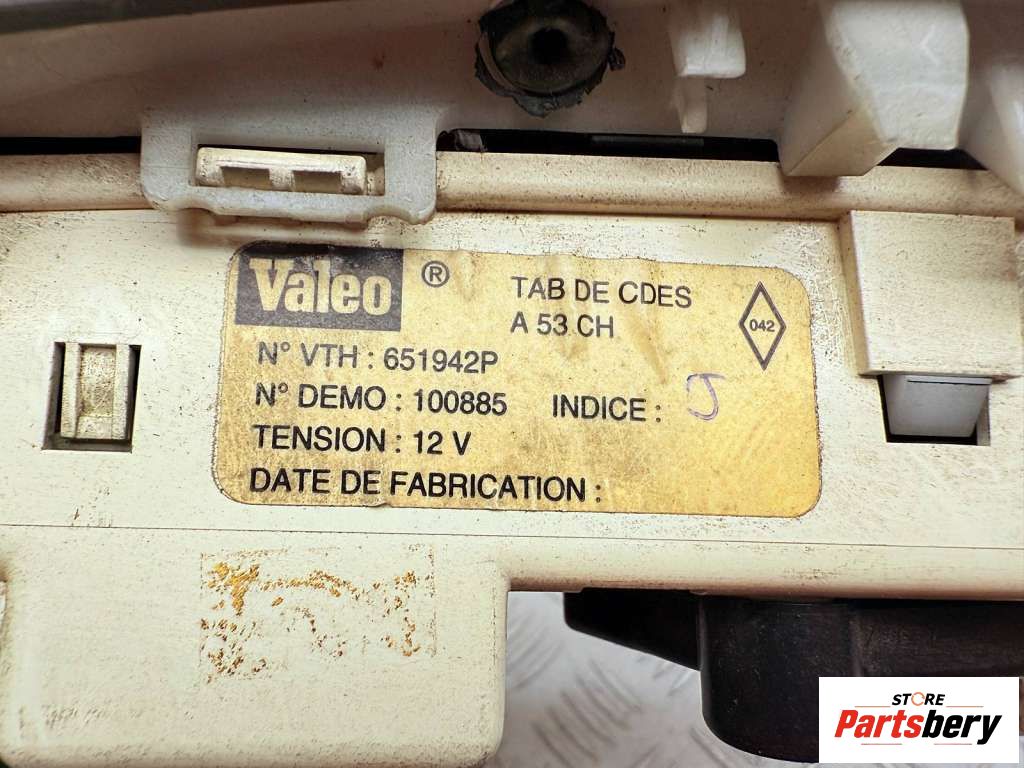 Valeo ®
TAB DE CDES
A 53 CH
042
N° VTH : 651942P
N° DEMO : 100885 INDICE : J
TENSION : 12 V
DATE DE FABRICATION :
STORE
Partsbery